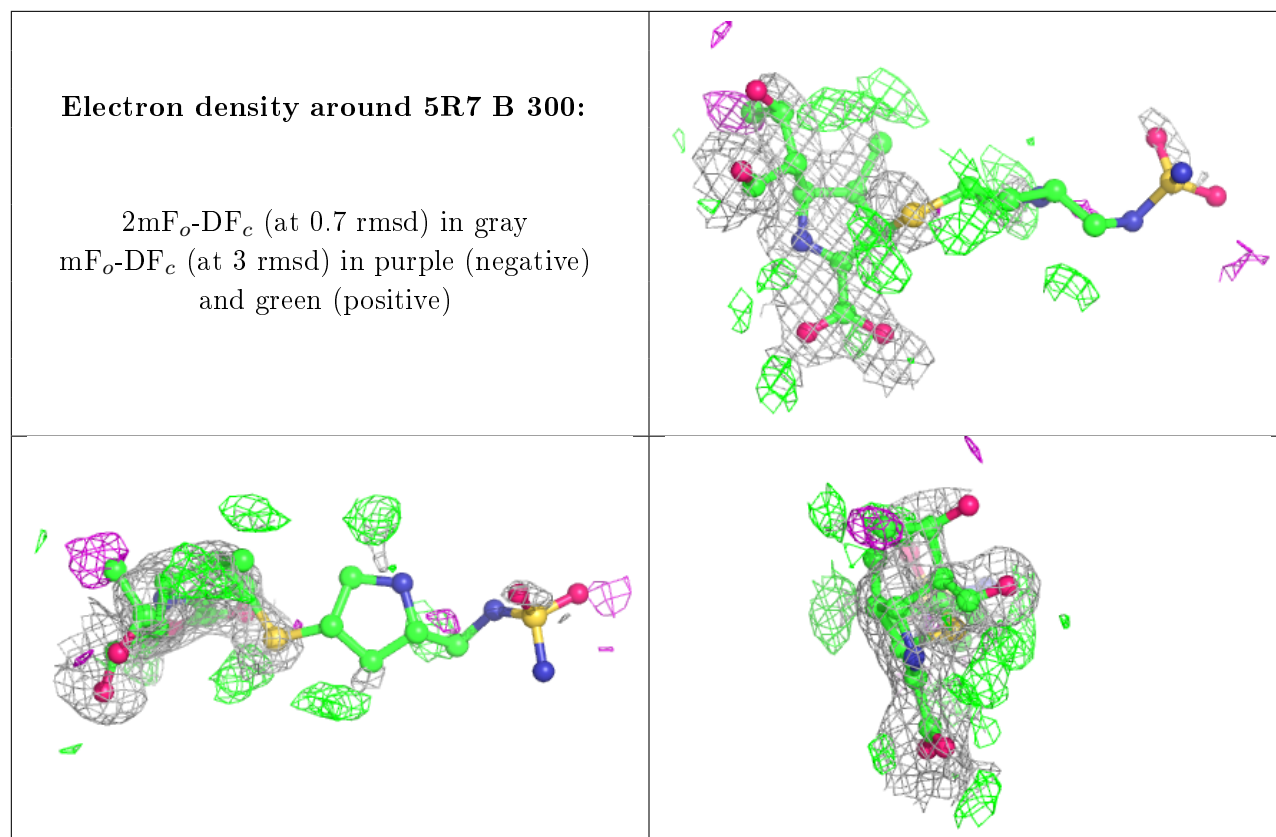 Electron density around 5R7 B 300:
2mFo-DFc (at 0.7 rmsd) in gray
mFo-DFc (at 3 rmsd) in purple (negative)
and green (positive)